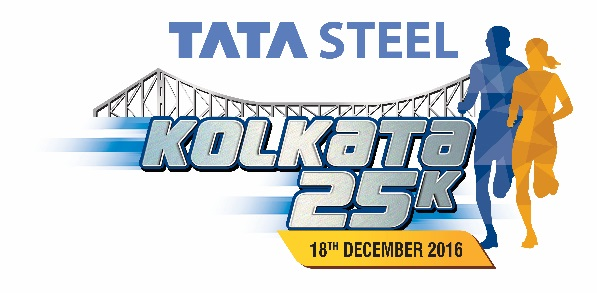 TATA STEEL
KOLKATA
25K
18TH DECEMBER 2016